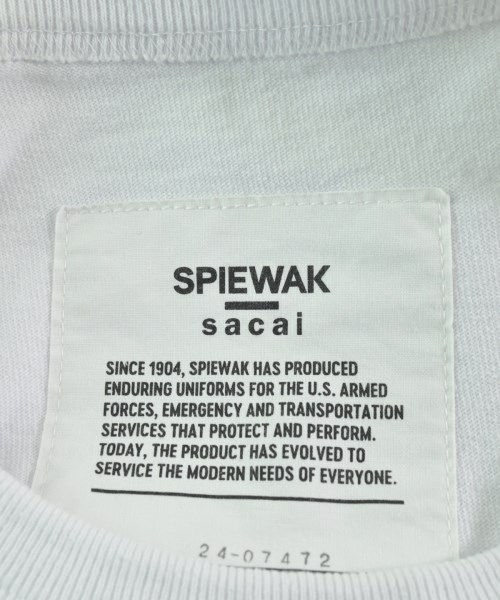 SPIEWAK
sacai
SINCE 1904, SPIEWAK HAS PRODUCED
ENDURING UNIFORMS FOR THE U.S. ARMED
FORCES, EMERGENCY AND TRANSPORTATION
SERVICES THAT PROTECT AND PERFORM.
TODAY, THE PRODUCT HAS EVOLVED TO
SERVICE THE MODERN NEEDS OF EVERYONE.
24-07472